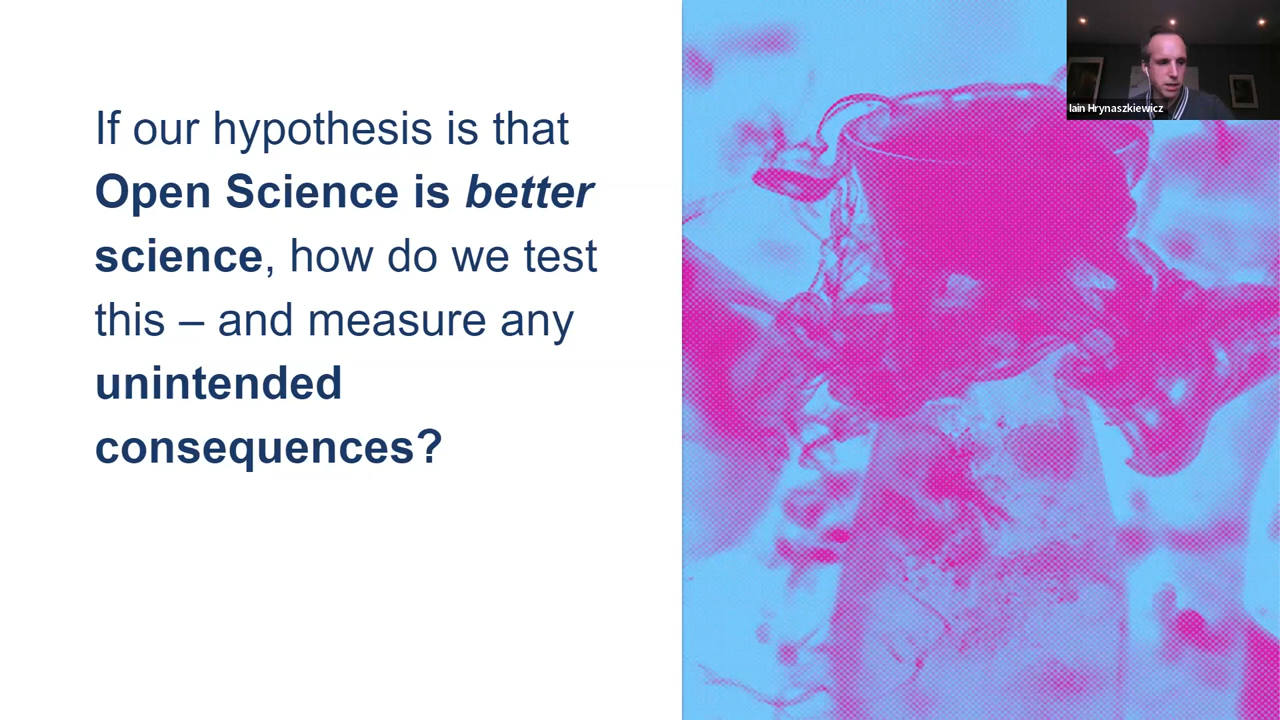 If our hypothesis is that
Open Science is better
science, how do we test
this – and measure any
unintended
consequences?
Iain Hrynaszkiewicz